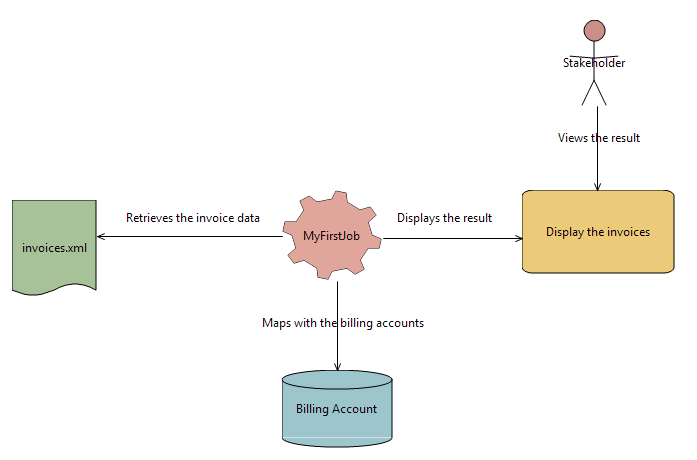 Stakeholder
Views the result
Retrieves the invoice data
Displays the result
invoices.xml
MyFirstJob
Display the invoices
Maps with the billing accounts
Billing Account